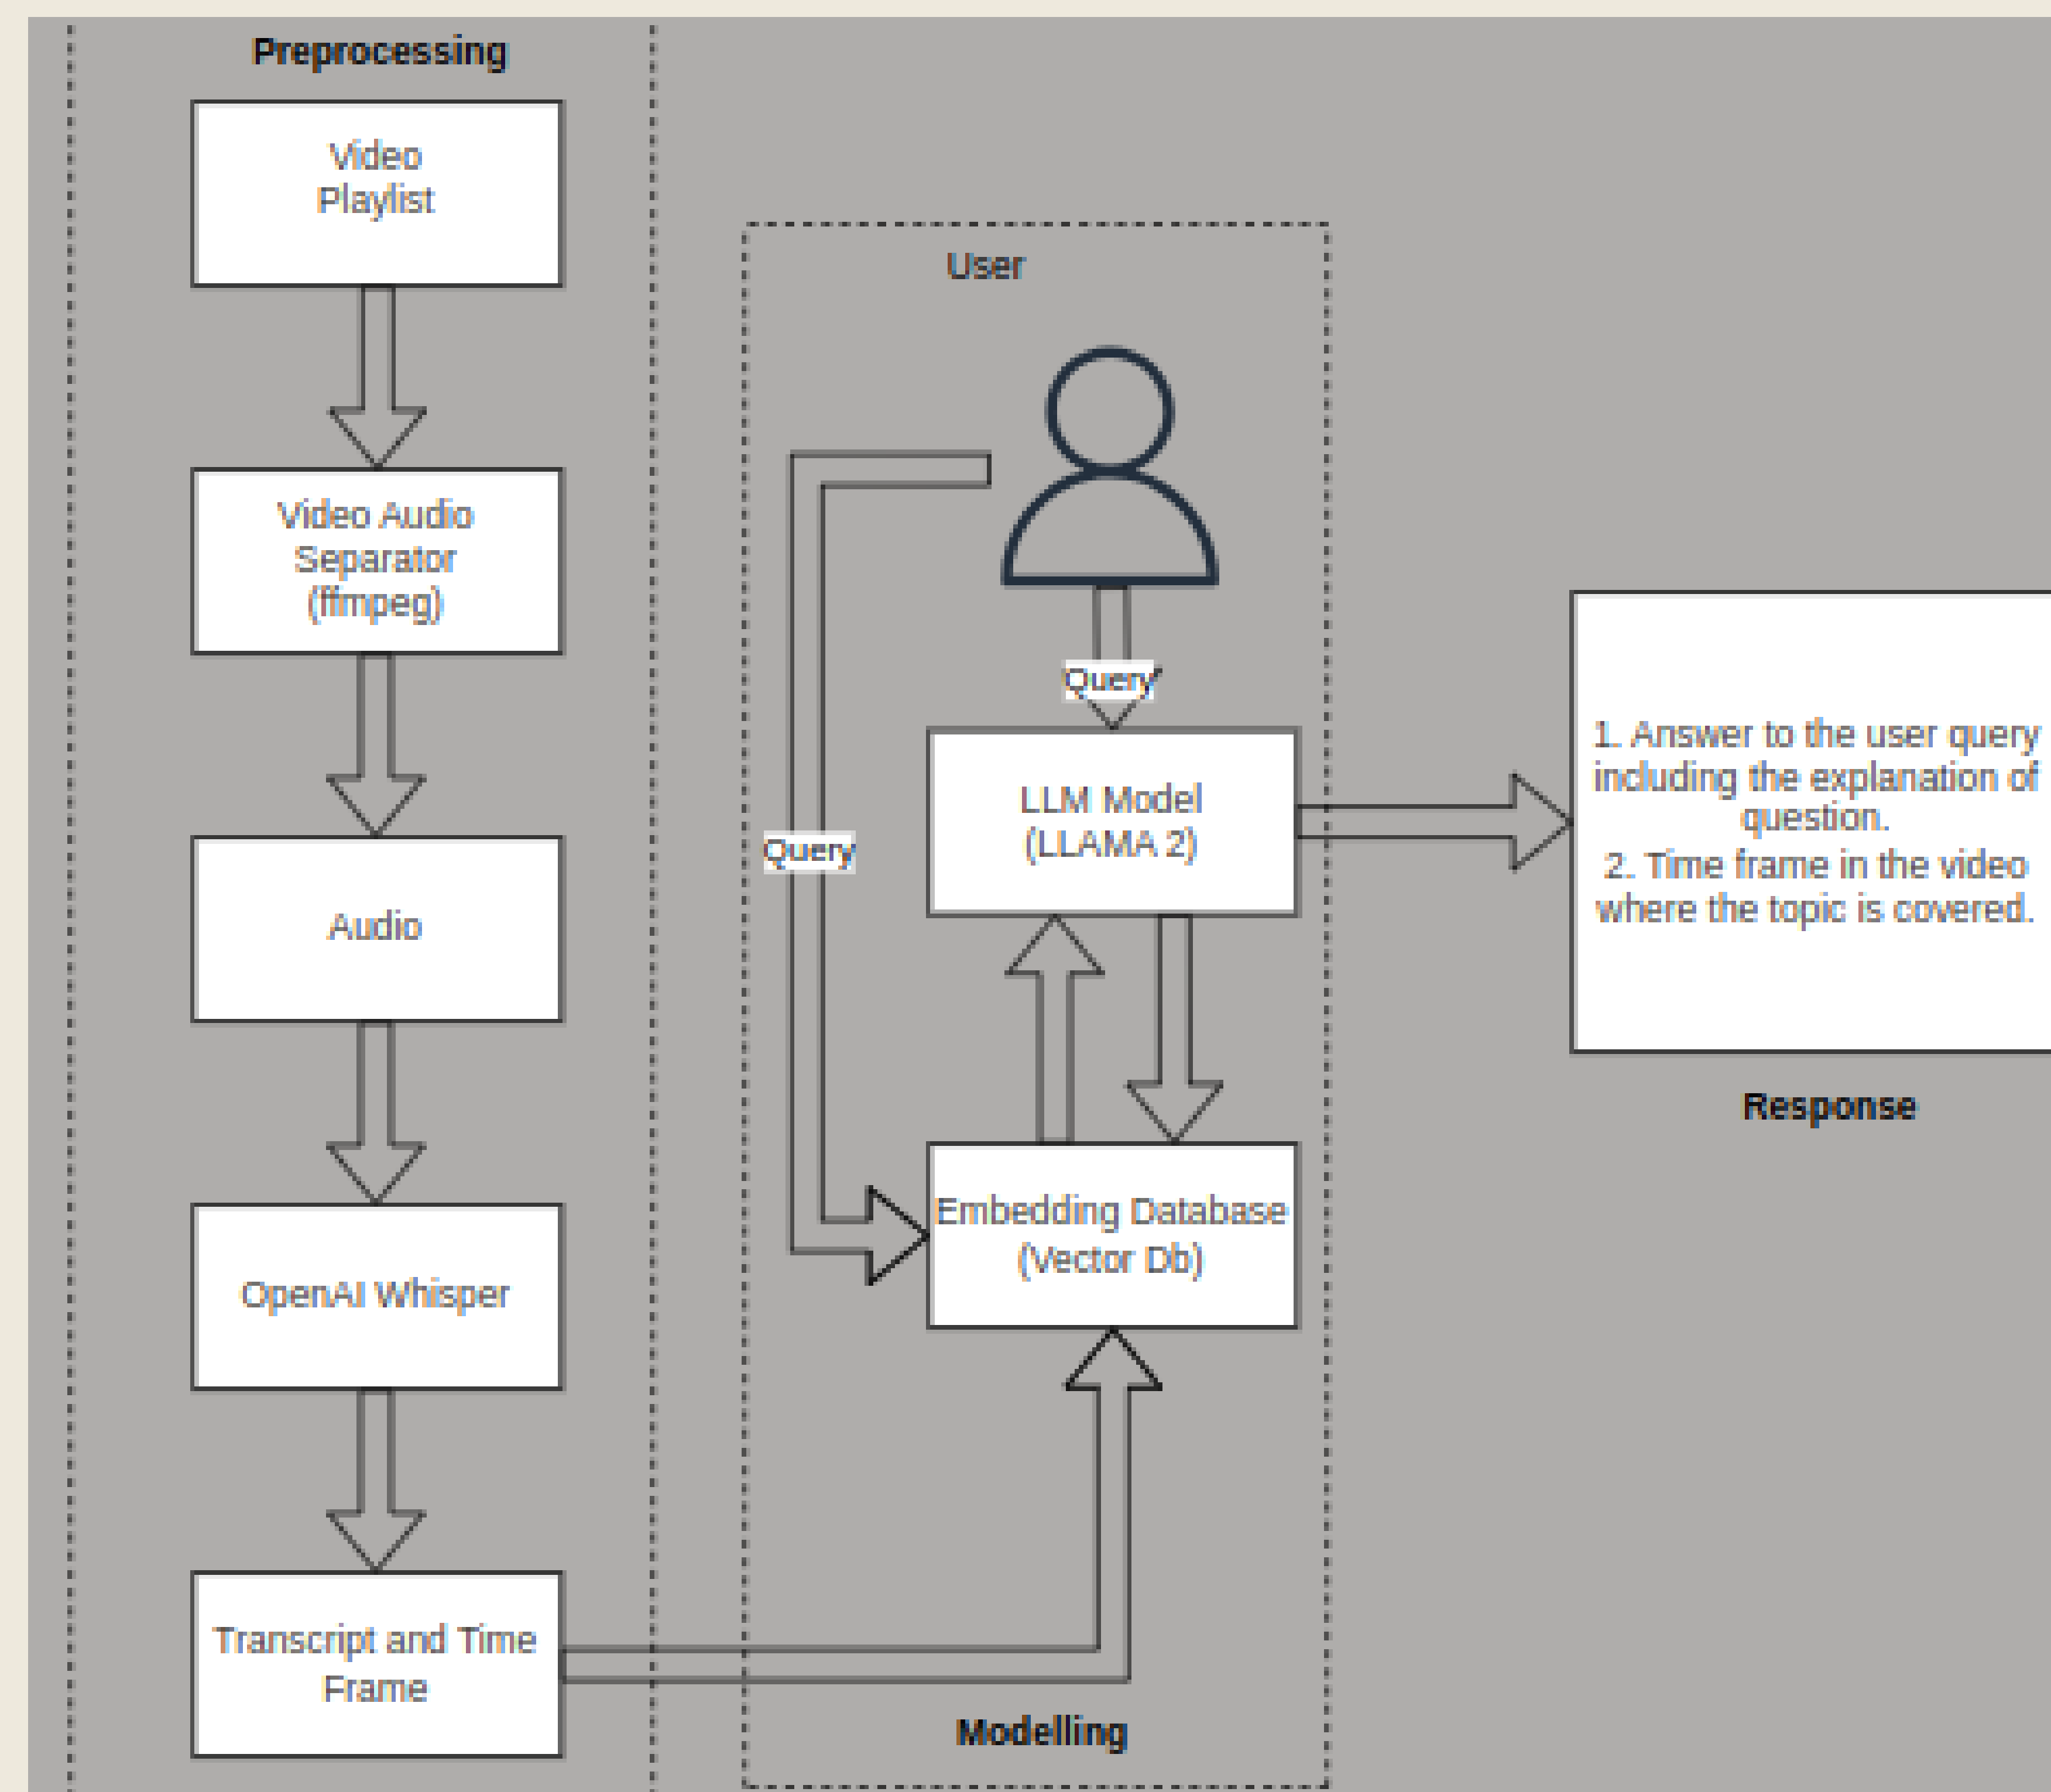 Preprocessing
Video
Playlist
Video Audio
Separator
(ffmpeg)
Audio
OpenAI Whisper
Transcript and Time
Frame
User
Query
Query
LLM Model
(LLAMA 2)
Embedding Database
(Vector Db)
Modelling
1. Answer to the user query
including the explanation of
question.
2. Time frame in the video
where the topic is covered.
Response